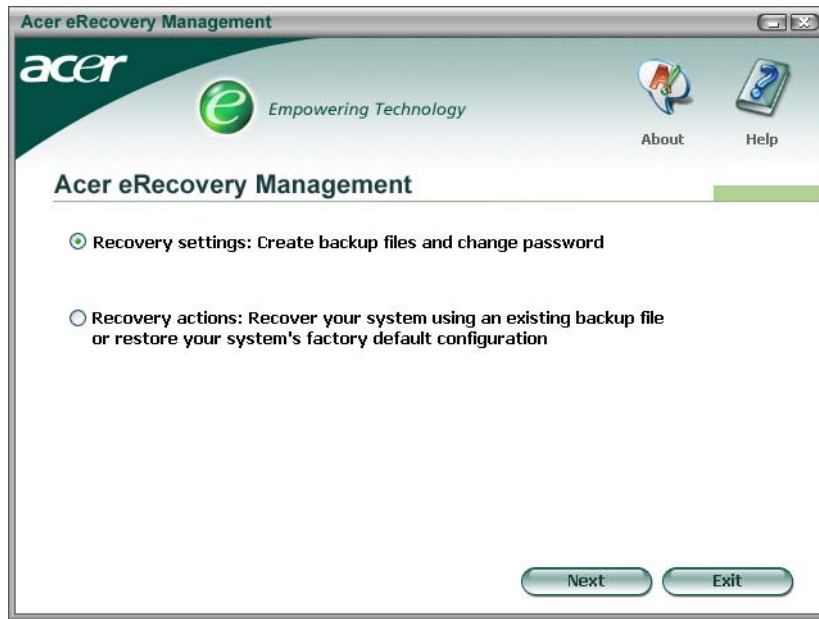 Acer eRecovery Management
acer
e Empowering Technology
About
Help
Acer eRecovery Management
Recovery settings: Create backup files and change password
Recovery actions: Recover your system using an existing backup file
or restore your system's factory default configuration
Next
Exit